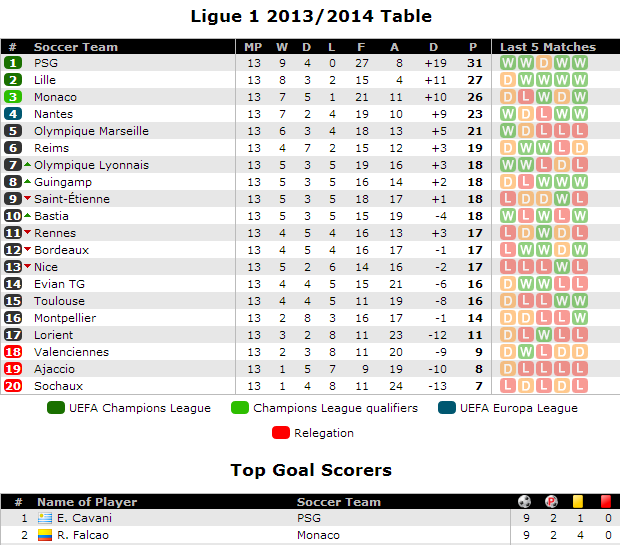 Ligue 1 2013/2014 Table
# Soccer Team MP W D L F A D P Last 5 Matches
1 PSG 13 9 4 0 27 8 +19 31 W W D W W
2 Lille 13 8 3 2 15 4 +11 27 D W W W W
3 Monaco 13 7 5 1 21 11 +10 26 D L W D W
4 Nantes 13 7 2 4 19 10 +9 23 W D L W W
5 Olympique Marseille 13 6 3 4 18 13 +5 21 W D L L L
6 Reims 13 4 7 2 15 12 +3 19 D W W L D
7 Olympique Lyonnais 13 5 3 5 19 16 +3 18 W W L D L
8 Guingamp 13 5 3 5 16 14 +2 18 D L W W W
9 Saint-Étienne 13 5 3 5 18 17 +1 18 L D D W L
10 Bastia 13 5 3 5 15 19 -4 18 W L W L W
11 Rennes 13 4 5 4 16 13 +3 17 L D W D L
12 Bordeaux 13 4 5 4 16 17 -1 17 L W W D W
13 Nice 13 5 2 6 14 16 -2 17 L L L W L
14 Evian TG 13 4 4 5 15 21 -6 16 D W W L L
15 Toulouse 13 4 4 5 11 19 -8 16 D L L W W
16 Montpellier 13 2 8 3 16 17 -1 14 D D L L W
17 Lorient 13 3 2 8 11 23 -12 11 D L W L L
18 Valenciennes 13 2 3 8 11 20 -9 9 D W L D D
19 Ajaccio 13 1 5 7 9 19 -10 8 D L L L L
20 Sochaux 13 1 4 8 11 24 -13 7 L D L D L
UEFA Champions League Champions League qualifiers UEFA Europa League
Relegation
Top Goal Scorers
# Name of Player Soccer Team
1 E. Cavani PSG 9 2 1 0
2 R. Falcao Monaco 9 2 4 0